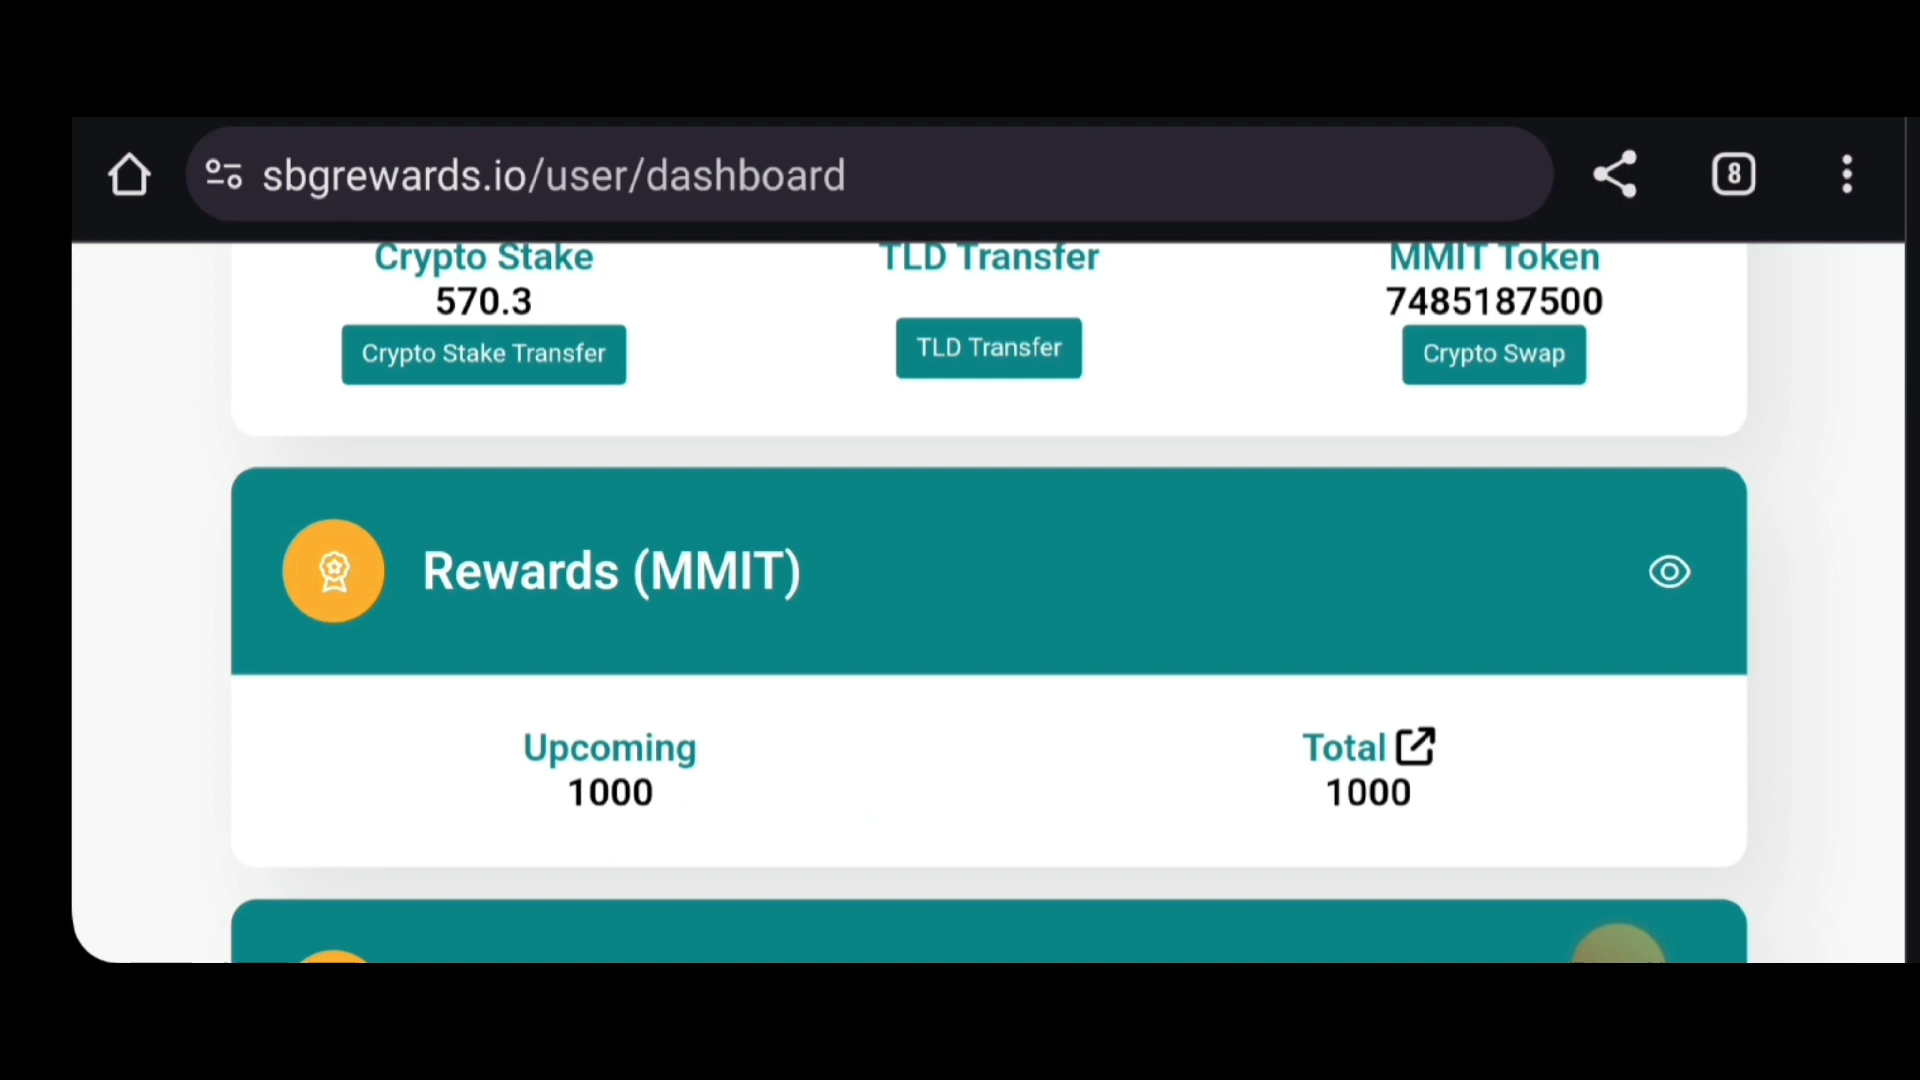 sbgrewards.io/user/dashboard
8
Crypto Stake
570.3
Crypto Stake Transfer
TLD Transfer
TLD Transfer
MMIT Token
7485187500
Crypto Swap
Rewards (MMIT)
Upcoming
1000
Total
1000